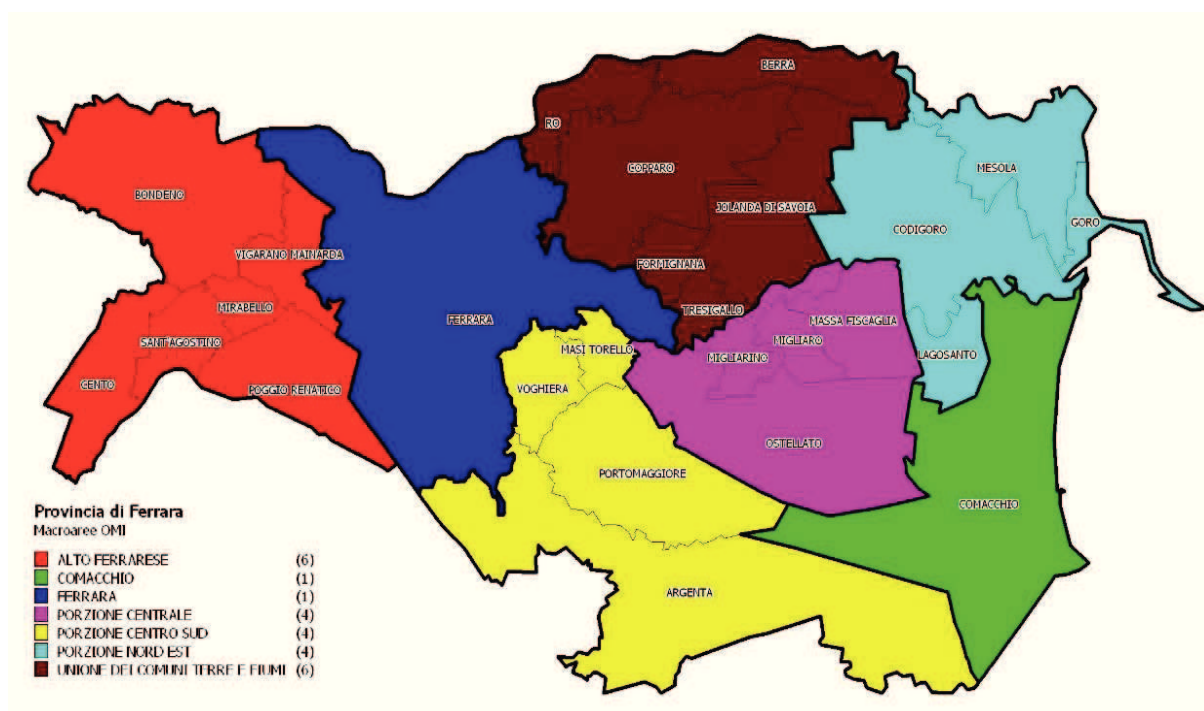 BERRA
RO
COPPARO
MESOLA
BONDENO
JOLANDA DI SAVOIA
GORO
CODIGORO
VIGARANO MAINARDA
FORMIGNANA
MIRABELLO
TRESIGALLO
FERRARA
MASSA FISCAGLIA
SANT'AGOSTINO
MIGLIARO
MASI TORELLO
MIGLIARINO
LAGOSANTO
CENTO
POGGIO RENATICO
VOGHIERA
OSTELLATO
PORTOMAGGIORE
COMACCHIO
ARGENTA
Provincia di Ferrara
Macroaree OMI
ALTO FERRARESE (6)
COMACCHIO (1)
FERRARA (1)
PORZIONE CENTRALE (4)
PORZIONE CENTRO SUD (4)
PORZIONE NORD EST (4)
UNIONE DEI COMUNI TERRE E FIUMI (6)